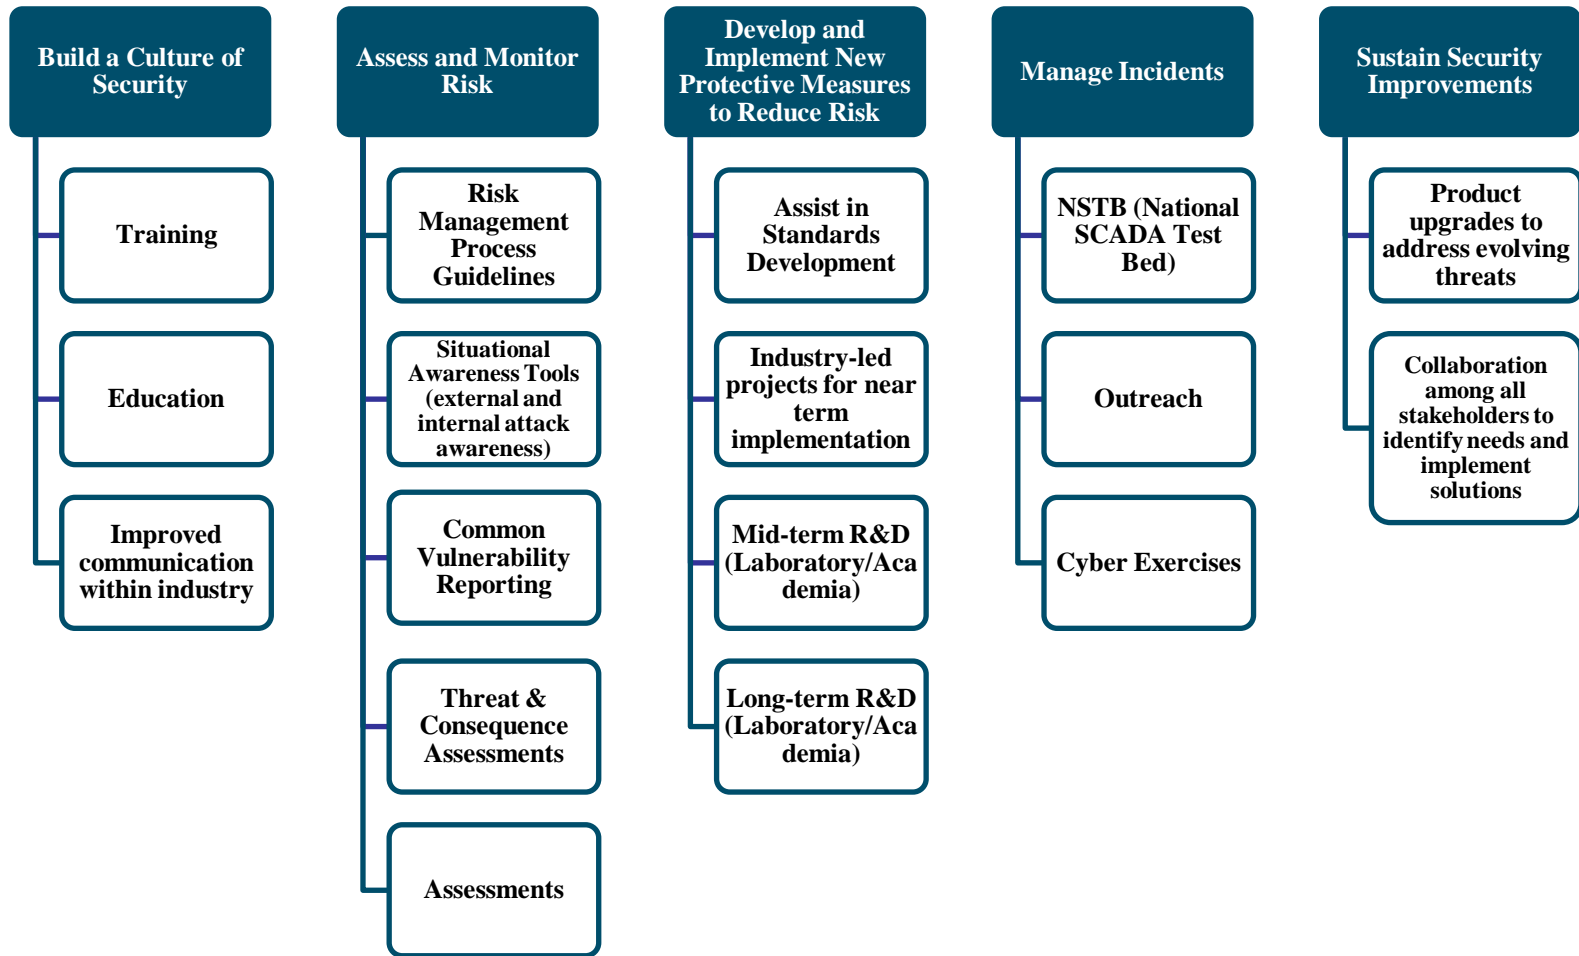 Build a Culture of
Security
Training
Education
Improved
communication
within industry
Assess and Monitor
Risk
Risk
Management
Process
Guidelines
Situational
Awareness Tools
(external and
internal attack
awareness)
Common
Vulnerability
Reporting
Threat &
Consequence
Assessments
Assessments
Develop and
Implement New
Protective Measures
to Reduce Risk
Assist in
Standards
Development
Industry-led
projects for near
term
implementation
Mid-term R&D
(Laboratory/Aca
demia)
Long-term R&D
(Laboratory/Aca
demia)
Manage Incidents
NSTB (National
SCADA Test
Bed)
Outreach
Cyber Exercises
Sustain Security
Improvements
Product
upgrades to
address evolving
threats
Collaboration
among all
stakeholders to
identify needs and
implement
solutions